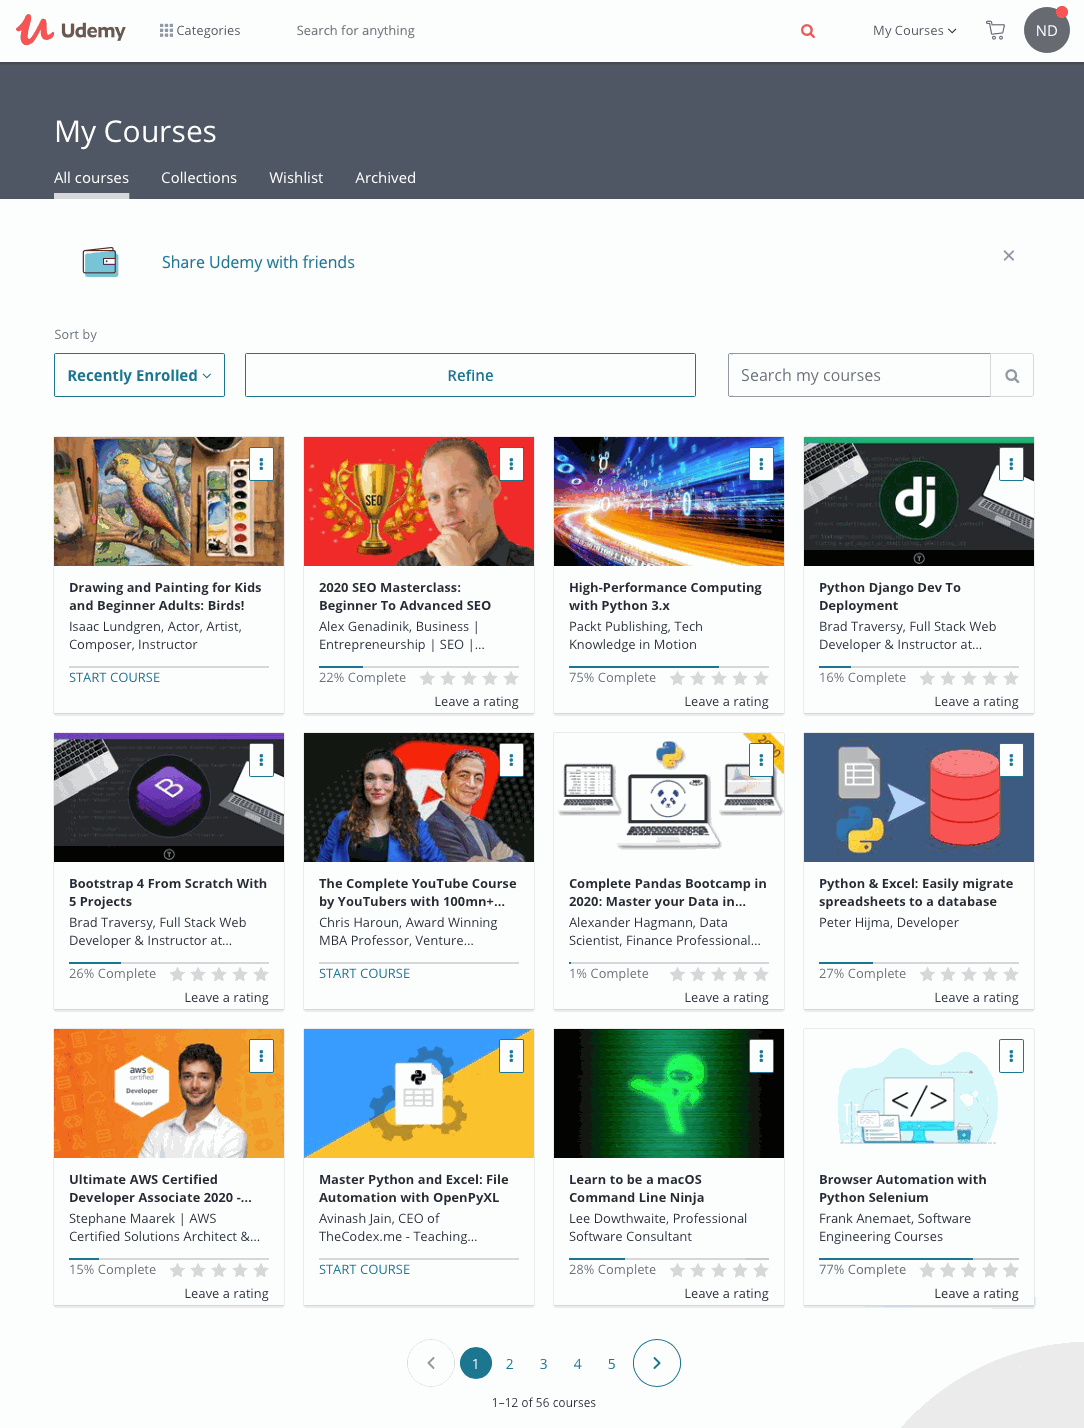 Udemy
Categories
Search for anything
My Courses
ND
My Courses
All courses
Collections
Wishlist
Archived
Share Udemy with friends
Sort by
Recently Enrolled
Refine
Search my courses
SEO
dj
Drawing and Painting for Kids
and Beginner Adults: Birds!
Isaac Lundgren, Actor, Artist,
Composer, Instructor
START COURSE
2020 SEO Masterclass:
Beginner To Advanced SEO
Alex Genadinik, Business |
Entrepreneurship | SEO |...
22% Complete
Leave a rating
High-Performance Computing
with Python 3.x
Packt Publishing, Tech
Knowledge in Motion
75% Complete
Leave a rating
Python Django Dev To
Deployment
Brad Traversy, Full Stack Web
Developer & Instructor at...
16% Complete
Leave a rating
B
Bootstrap 4 From Scratch With
5 Projects
Brad Traversy, Full Stack Web
Developer & Instructor at...
26% Complete
Leave a rating
The Complete YouTube Course
by YouTubers with 100mn+...
Chris Haroun, Award Winning
MBA Professor, Venture...
START COURSE
Complete Pandas Bootcamp in
2020: Master your Data in...
Alexander Hagmann, Data
Scientist, Finance Professional...
1% Complete
Leave a rating
Python & Excel: Easily migrate
spreadsheets to a database
Peter Hijma, Developer
27% Complete
Leave a rating
aws
certified
Developer
Associate
</>
Ultimate AWS Certified
Developer Associate 2020 -...
Stephane Maarek | AWS
Certified Solutions Architect &...
15% Complete
Leave a rating
Master Python and Excel: File
Automation with OpenPyXL
Avinash Jain, CEO of
TheCodex.me - Teaching...
START COURSE
Learn to be a macOS
Command Line Ninja
Lee Dowthwaite, Professional
Software Consultant
28% Complete
Leave a rating
Browser Automation with
Python Selenium
Frank Anemaet, Software
Engineering Courses
77% Complete
Leave a rating
1 2 3 4 5
1–12 of 56 courses